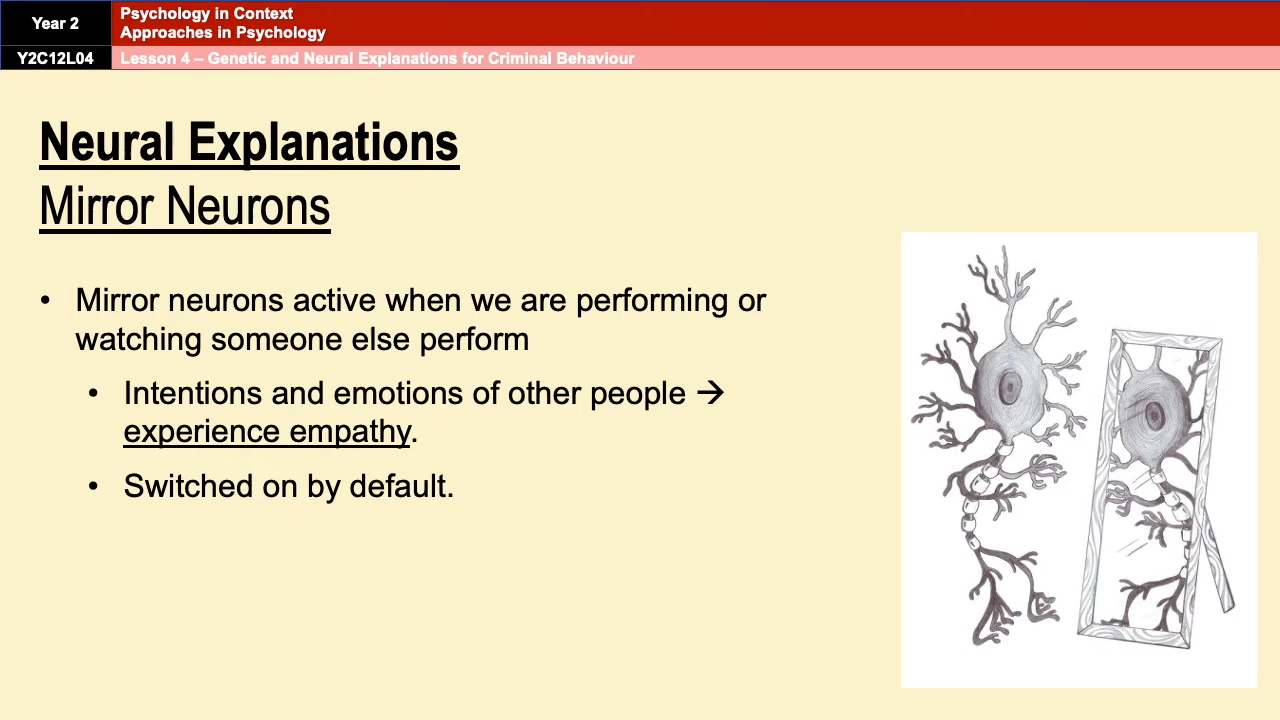 Year 2
Psychology in Context
Approaches in Psychology
Y2C12L04
Lesson 4 – Genetic and Neural Explanations for Criminal Behaviour
Neural Explanations
Mirror Neurons
• Mirror neurons active when we are performing or
watching someone else perform
• Intentions and emotions of other people →
experience empathy.
• Switched on by default.